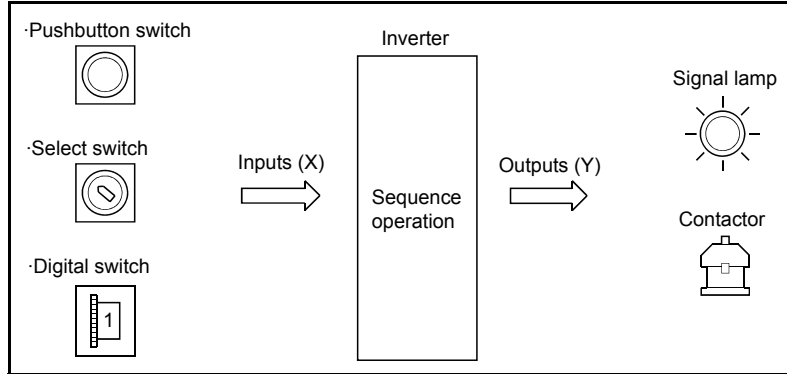 ·Pushbutton switch
Inverter
Signal lamp
·Select switch
Inputs (X)
Outputs (Y)
Sequence
operation
Contactor
·Digital switch
1